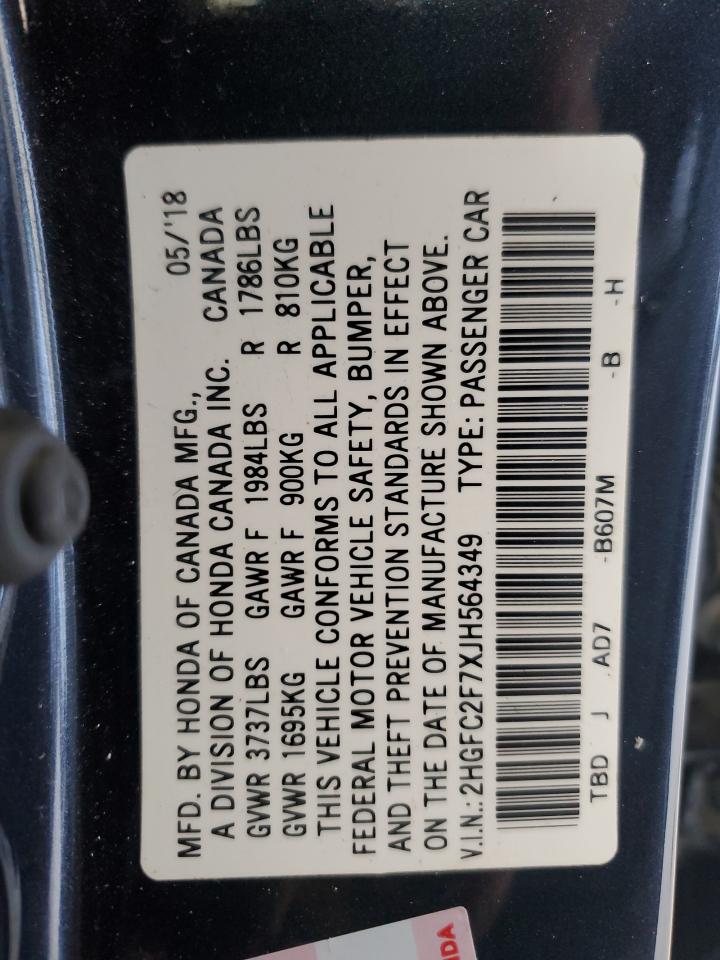 MFD. BY HONDA OF CANADA MFG., 05/'18
A DIVISION OF HONDA CANADA INC. CANADA
GVWR 3737LBS GAWR F 1984LBS R 1786LBS
GVWR 1695KG GAWR F 900KG R 810KG
THIS VEHICLE CONFORMS TO ALL APPLICABLE
FEDERAL MOTOR VEHICLE SAFETY, BUMPER,
AND THEFT PREVENTION STANDARDS IN EFFECT
ON THE DATE OF MANUFACTURE SHOWN ABOVE.
V.I.N.: 2HGFC2F7XJH564349 TYPE: PASSENGER CAR
TBD J AD7 -B607M -B -H